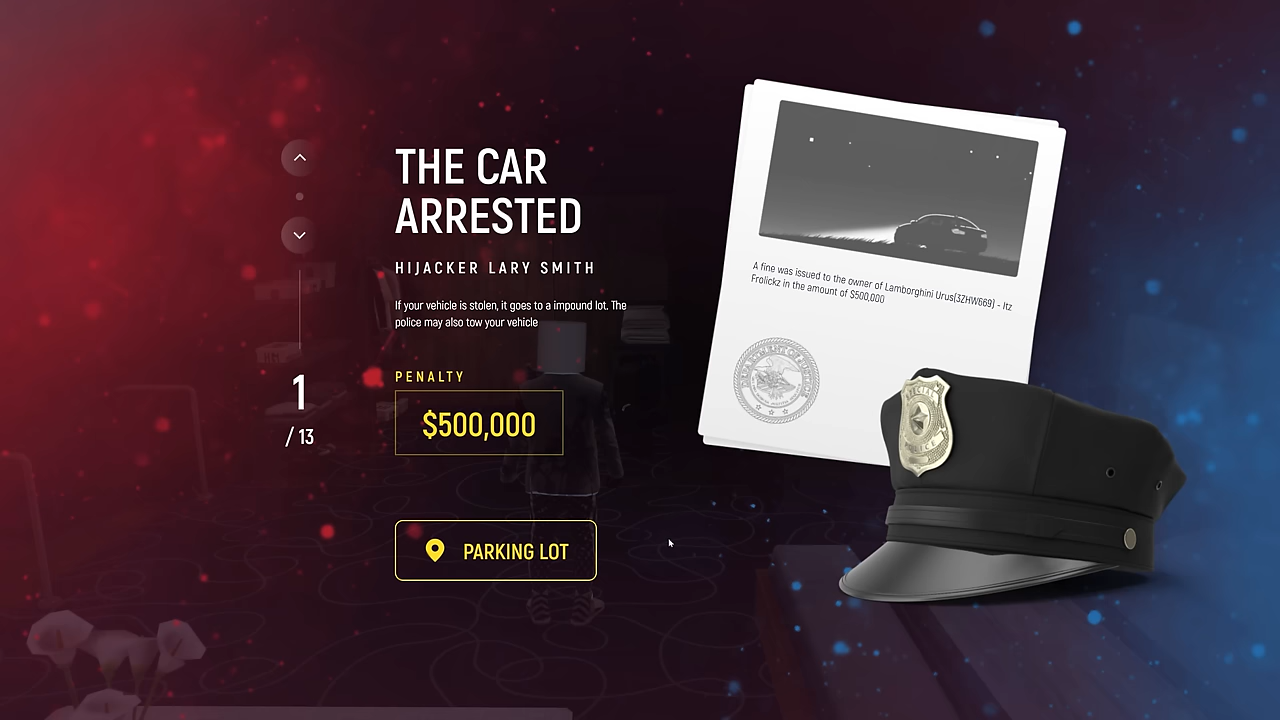 THE CAR
ARRESTED
HIJACKER LARY SMITH
If your vehicle is stolen, it goes to a impound lot. The
police may also tow your vehicle
PENALTY
$500,000
PARKING LOT
1
/ 13
A fine was issued to the owner of Lamborghini Urus(3ZHW669) - Itz
Frolickz in the amount of $500,000